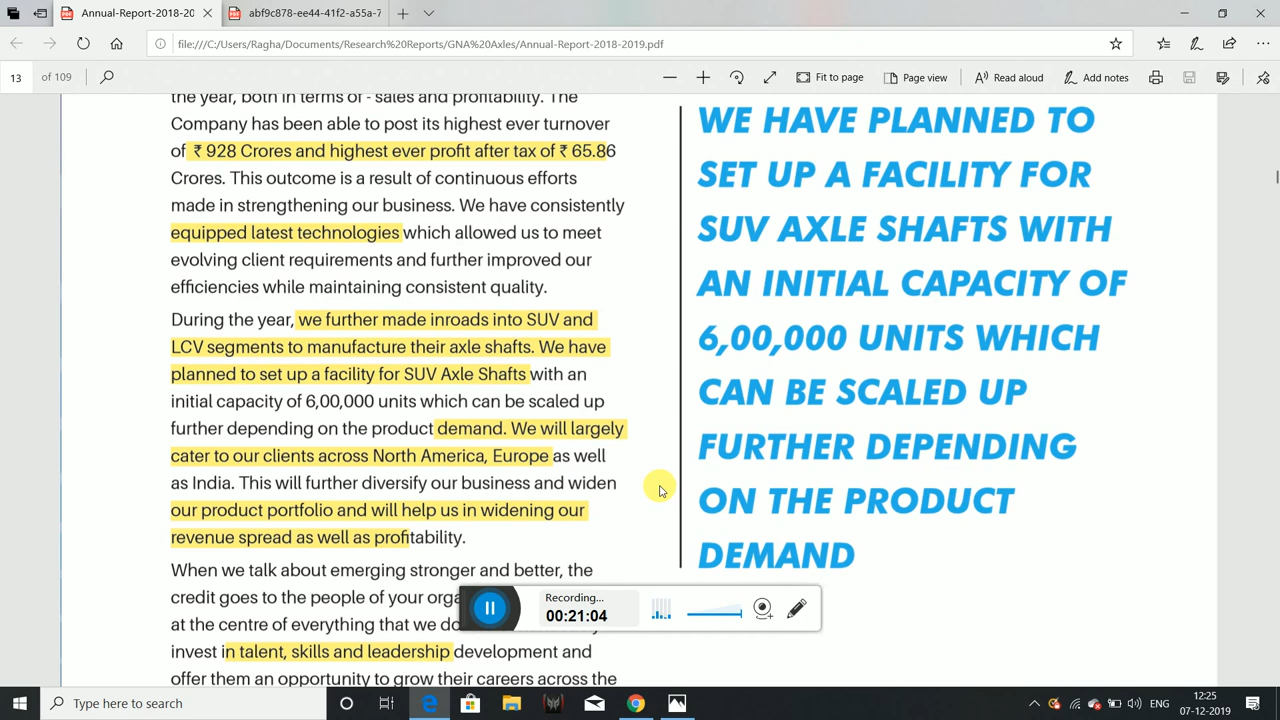 Annual-Report-2018-20
abf9c878-ee44-41f2-a55a-7
file:///C:/Users/Ragha/Documents/Research%20Reports/GNA%20Axles/Annual-Report-2018-2019.pdf
13 of 109
Fit to page
Page view
Read aloud
Add notes
the year, both in terms of - sales and profitability. The
Company has been able to post its highest ever turnover
of ₹ 928 Crores and highest ever profit after tax of ₹ 65.86
Crores. This outcome is a result of continuous efforts
made in strengthening our business. We have consistently
equipped latest technologies which allowed us to meet
evolving client requirements and further improved our
efficiencies while maintaining consistent quality.
During the year, we further made inroads into SUV and
LCV segments to manufacture their axle shafts. We have
planned to set up a facility for SUV Axle Shafts with an
initial capacity of 6,00,000 units which can be scaled up
further depending on the product demand. We will largely
cater to our clients across North America, Europe as well
as India. This will further diversify our business and widen
our product portfolio and will help us in widening our
revenue spread as well as profitability.
When we talk about emerging stronger and better, the
credit goes to the people of your
at the centre of everything that we do
invest in talent, skills and leadership development and
offer them an opportunity to grow their careers across the
WE HAVE PLANNED TO
SET UP A FACILITY FOR
SUV AXLE SHAFTS WITH
AN INITIAL CAPACITY OF
6,00,000 UNITS WHICH
CAN BE SCALED UP
FURTHER DEPENDING
ON THE PRODUCT
DEMAND
Recording...
00:21:04
Type here to search
ENG
12:25
07-12-2019